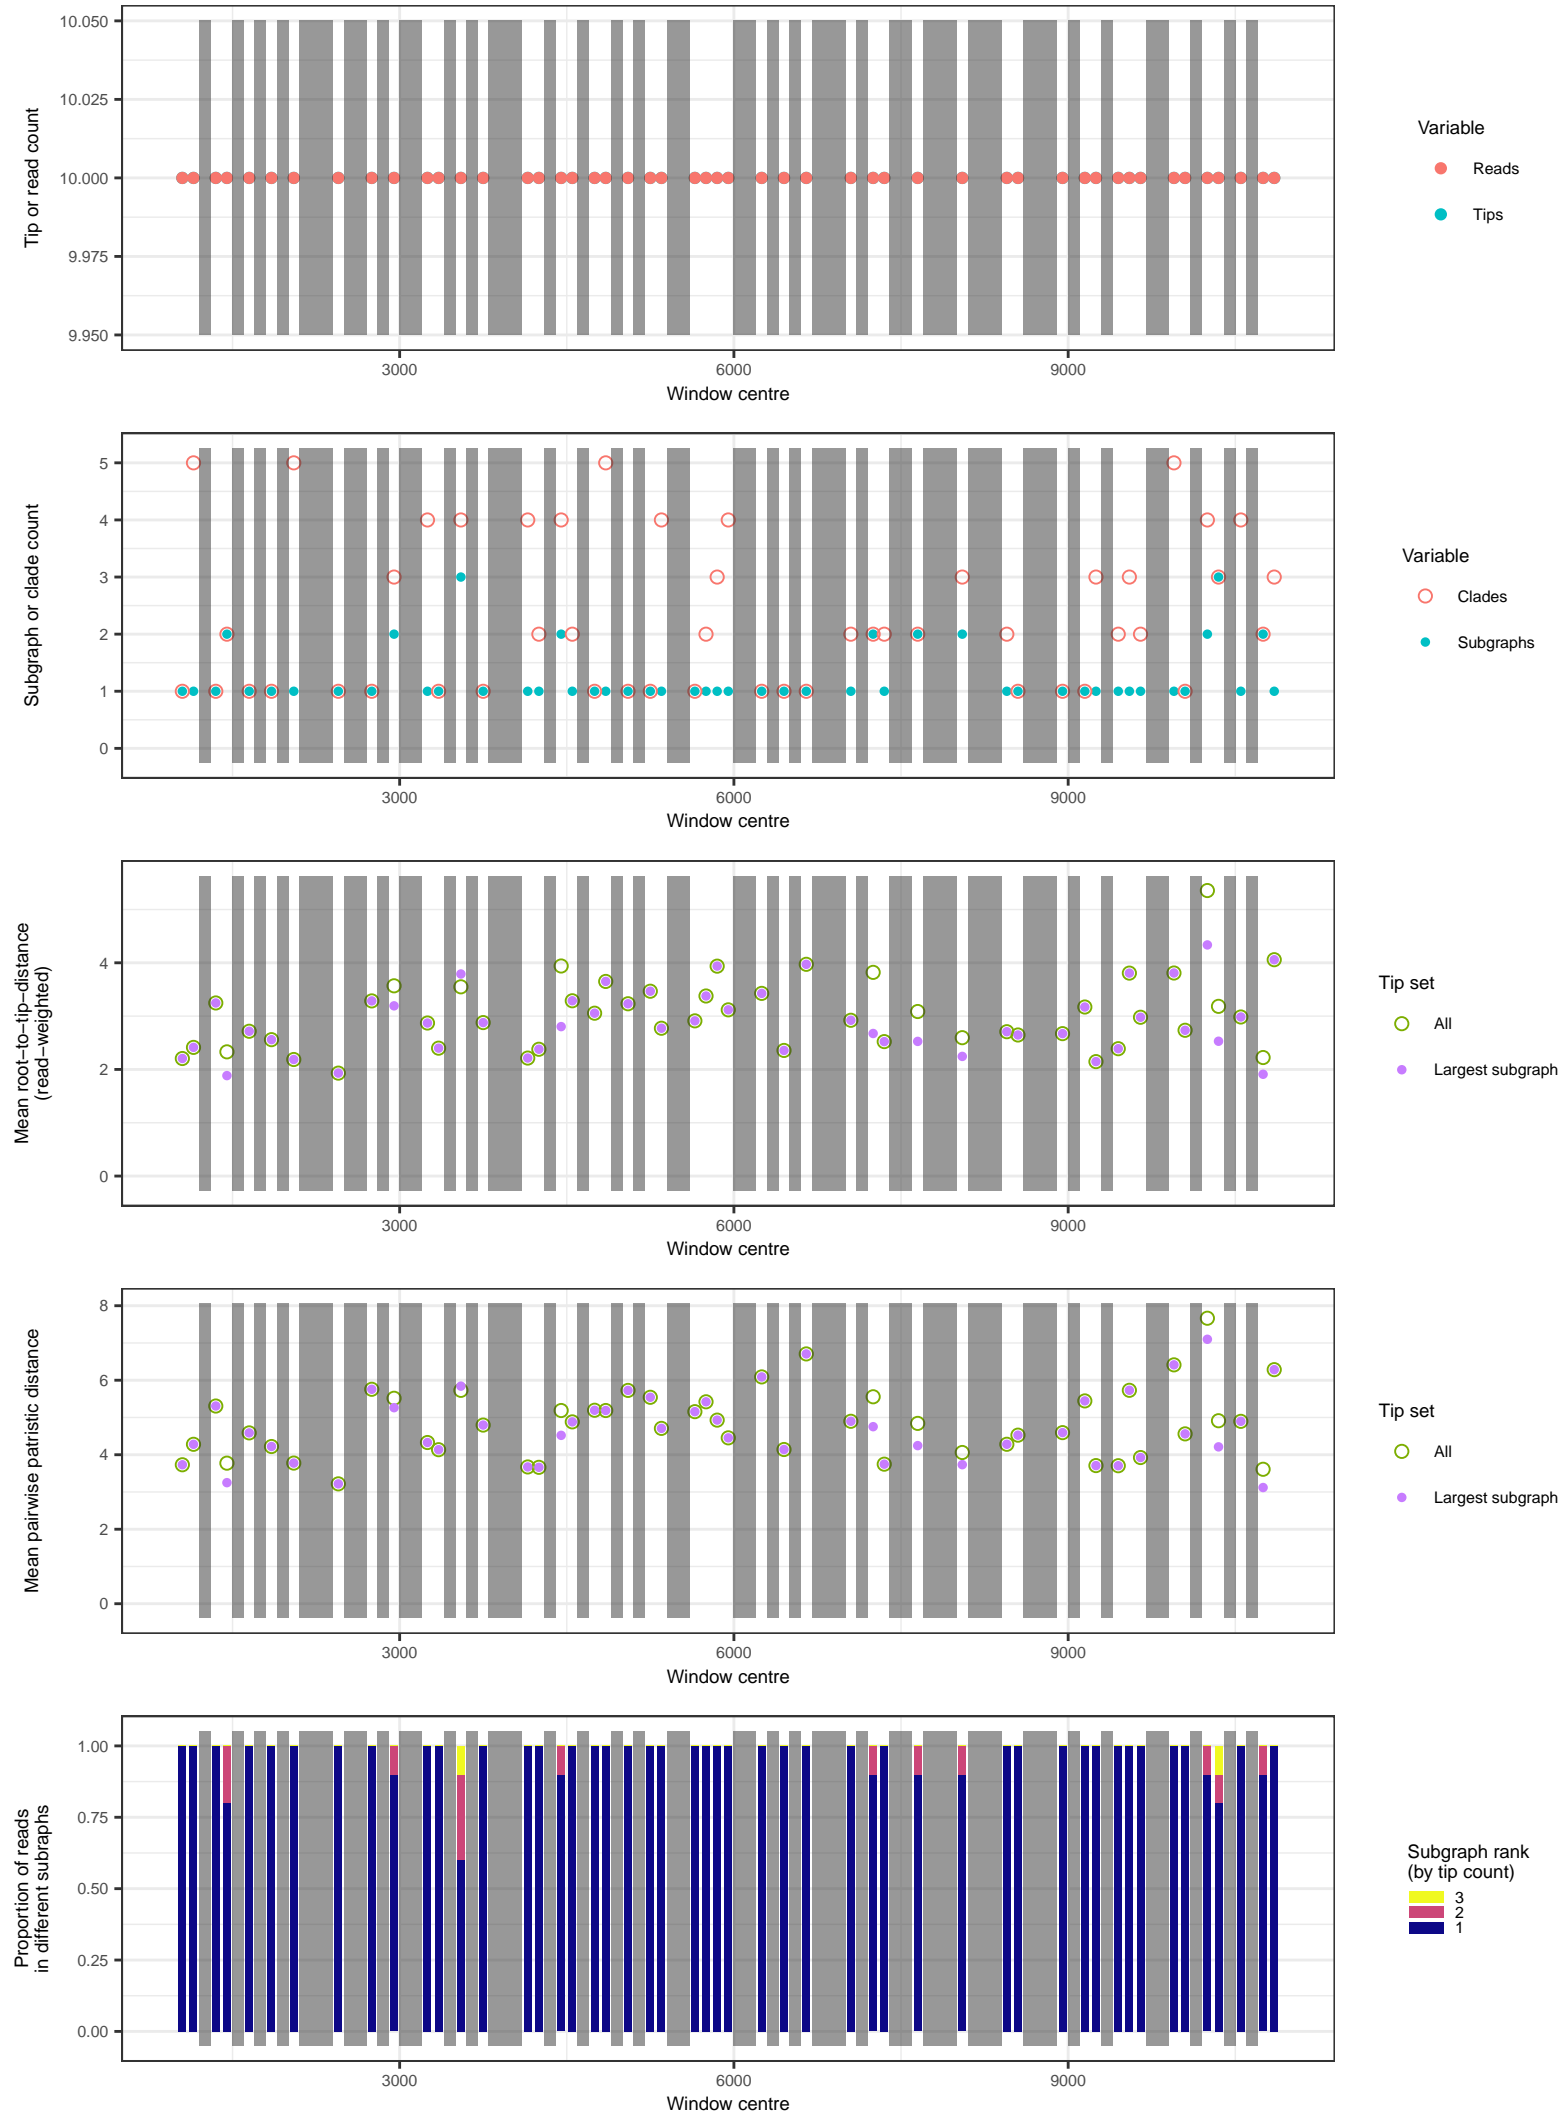 10.050
10.025
10.000
9.975
9.950
Tip or read count
3000 6000 9000
Window centre
Variable
Reads
Tips
5
4
3
2
1
0
Subgraph or clade count
3000 6000 9000
Window centre
Variable
Clades
Subgraphs
4
2
0
Mean root−to−tip−distance
(read−weighted)
3000 6000 9000
Window centre
Tip set
All
Largest subgraph
8
6
4
2
0
Mean pairwise patristic distance
3000 6000 9000
Window centre
Tip set
All
Largest subgraph
1.00
0.75
0.50
0.25
0.00
Proportion of reads
in different subraphs
3000 6000 9000
Window centre
Subgraph rank
(by tip count)
3
2
1